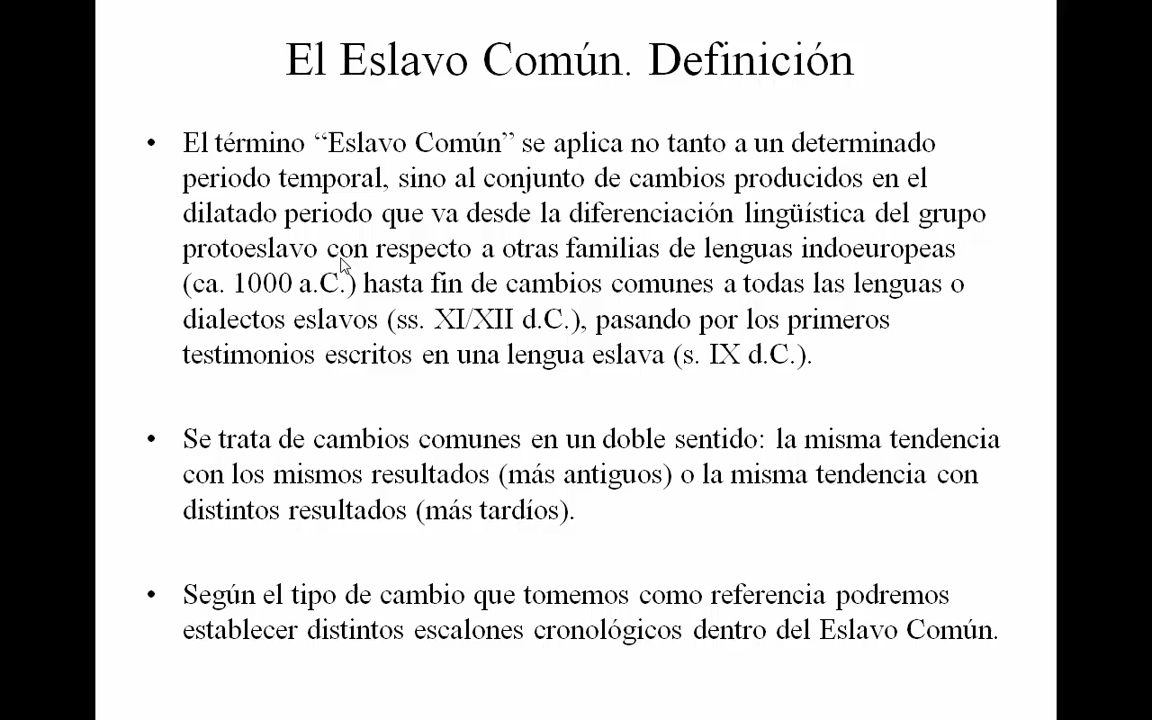 El Eslavo Común. Definición
• El término “Eslavo Común” se aplica no tanto a un determinado
periodo temporal, sino al conjunto de cambios producidos en el
dilatado periodo que va desde la diferenciación lingüística del grupo
protoeslavo con respecto a otras familias de lenguas indoeuropeas
(ca. 1000 a.C.) hasta fin de cambios comunes a todas las lenguas o
dialectos eslavos (ss. XI/XII d.C.), pasando por los primeros
testimonios escritos en una lengua eslava (s. IX d.C.).
• Se trata de cambios comunes en un doble sentido: la misma tendencia
con los mismos resultados (más antiguos) o la misma tendencia con
distintos resultados (más tardíos).
• Según el tipo de cambio que tomemos como referencia podremos
establecer distintos escalones cronológicos dentro del Eslavo Común.